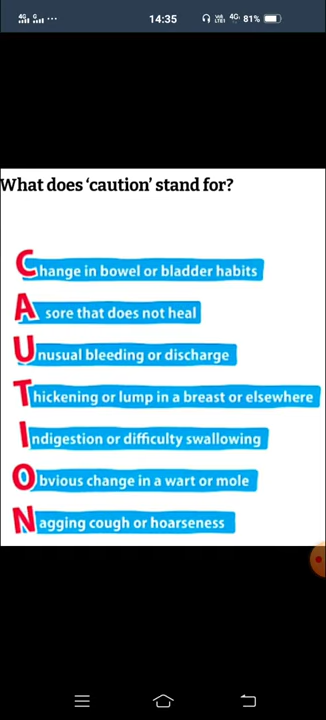 4G G ... 14:35 4G 81%
What does ‘caution’ stand for?
Change in bowel or bladder habits
A sore that does not heal
Unusual bleeding or discharge
Thickening or lump in a breast or elsewhere
Indigestion or difficulty swallowing
Obvious change in a wart or mole
Nagging cough or hoarseness